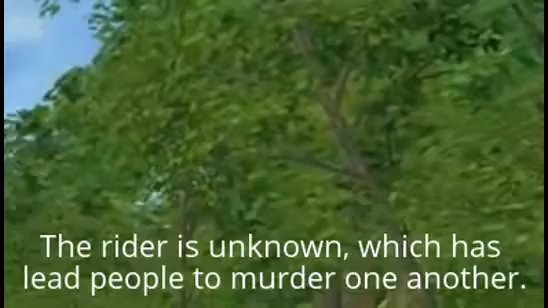 The rider is unknown, which has
lead people to murder one another.